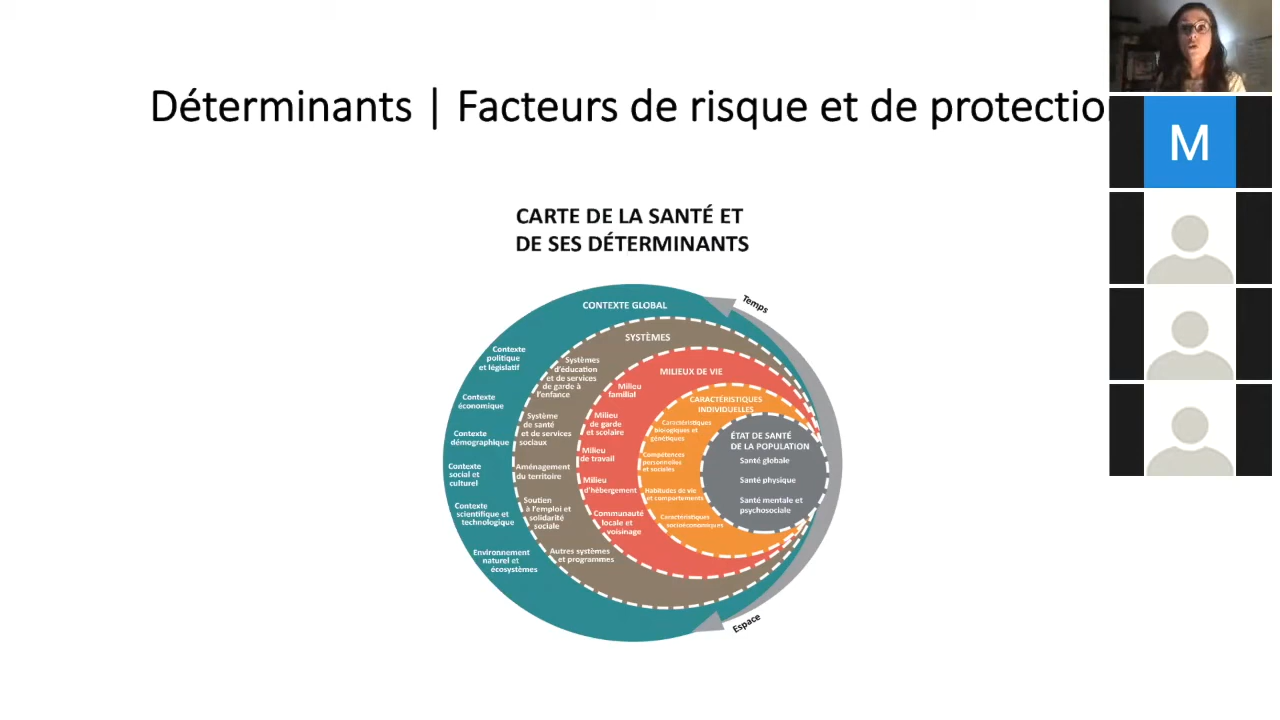 Déterminants | Facteurs de risque et de protection
M
CARTE DE LA SANTÉ ET
DE SES DÉTERMINANTS
Temps
CONTEXTE GLOBAL
Contexte
politique
et législatif
Contexte
économique
Contexte
démographique
Contexte
social et
culturel
Contexte
scientifique et
technologique
Environnement
naturel et
écosystèmes
SYSTÈMES
Systèmes
d'éducation
et de services
de garde à
l'enfance
Système
de santé
et de services
sociaux
Aménagement
du territoire
Soutien
à l'emploi et
solidarité
sociale
Autres systèmes
et programmes
MILIEUX DE VIE
Milieu
familial
Milieu
de garde
et scolaire
Milieu
de travail
Milieu
d'hébergement
Communauté
locale et
voisinage
CARACTÉRISTIQUES
INDIVIDUELLES
Caractéristiques
biologiques et
génétiques
Compétences
personnelles
et sociales
Habitudes de vie
et comportements
Caractéristiques
socioéconomiques
ÉTAT DE SANTÉ
DE LA POPULATION
Santé globale
Santé physique
Santé mentale et
psychosociale
Espace